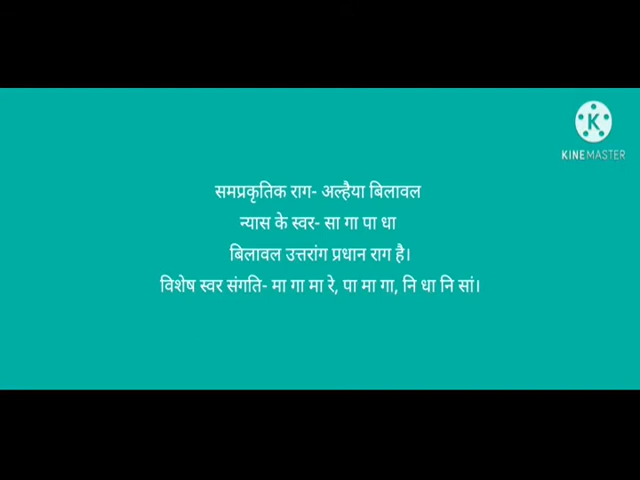 समप्रकृतिक राग- अल्हैया बिलावल
न्यास के स्वर- सा गा पा धा
बिलावल उत्तरांग प्रधान राग है।
विशेष स्वर संगति- मा गा मा रे, पा मा गा, नि धा नि सां।
K
KINEMASTER